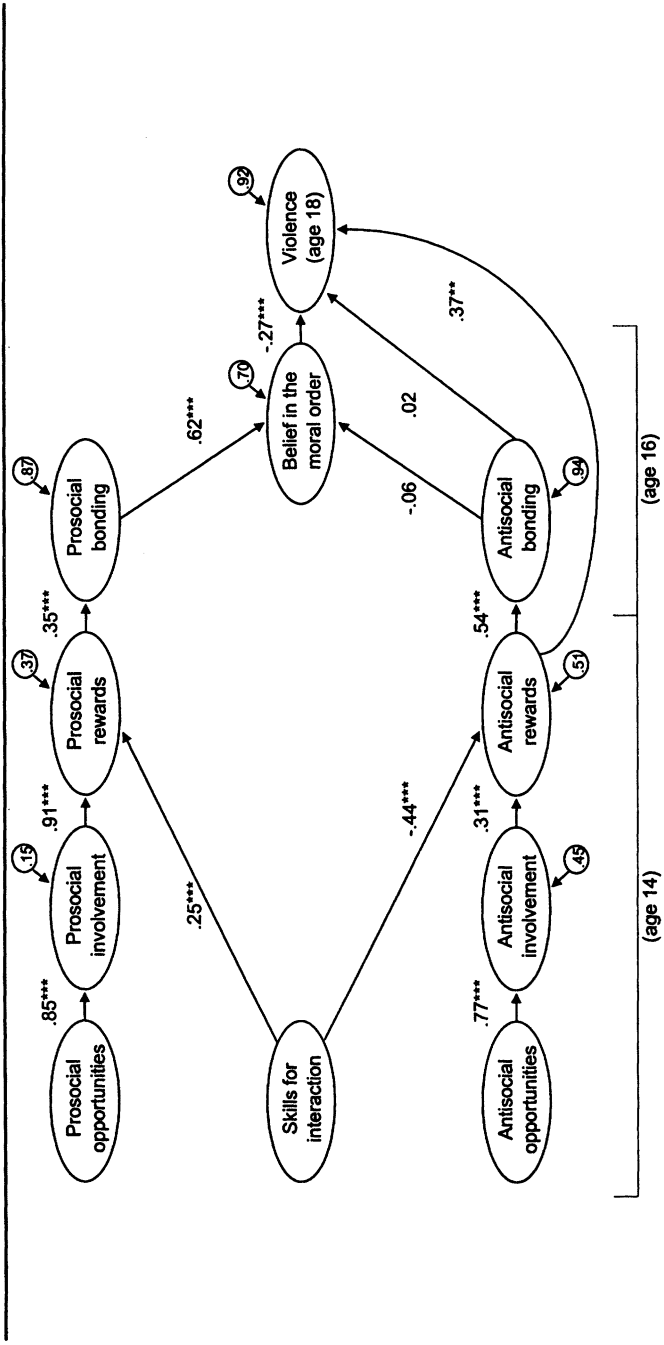 .15
.37
.87
.85***
.91***
.35***
Prosocial
opportunities
Prosocial
involvement
Prosocial
rewards
Prosocial
bonding
.62***
.25***
.70
.92
-.27***
Skills for
interaction
Belief in the
moral order
Violence
(age 18)
-.44***
-.06
.02
.37**
.77***
.31***
.54***
Antisocial
opportunities
Antisocial
involvement
Antisocial
rewards
Antisocial
bonding
.45
.51
.94
(age 14)
(age 16)